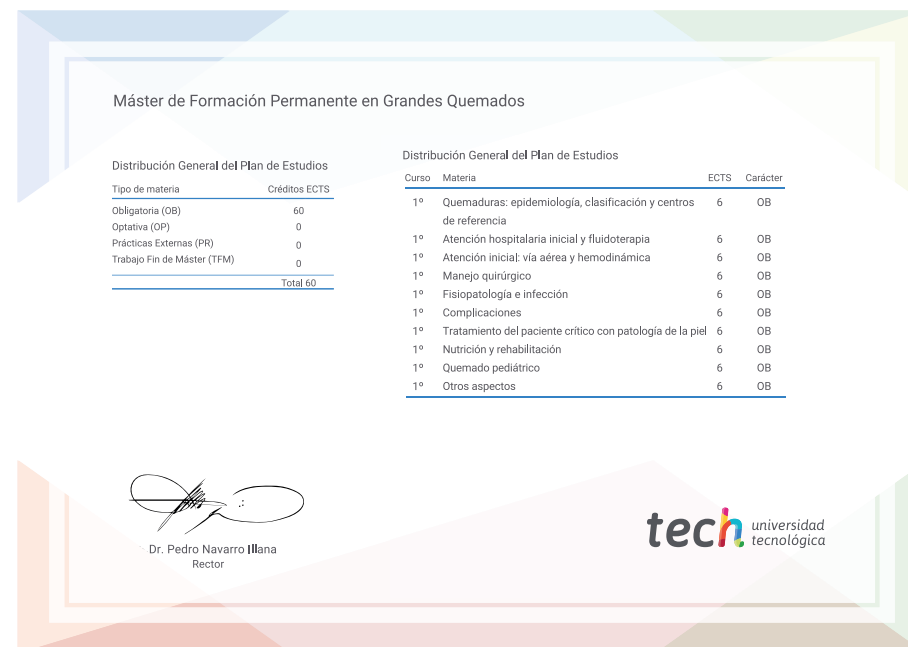 Máster de Formación Permanente en Grandes Quemados
Distribución General del Plan de Estudios
Tipo de materia Créditos ECTS
Obligatoria (OB) 60
Optativa (OP) 0
Prácticas Externas (PR) 0
Trabajo Fin de Máster (TFM) 0
Total 60
Distribución General del Plan de Estudios
Curso Materia ECTS Carácter
1º Quemaduras: epidemiología, clasificación y centros 6 OB
de referencia
1º Atención hospitalaria inicial y fluidoterapia 6 OB
1º Atención inicial: vía aérea y hemodinámica 6 OB
1º Manejo quirúrgico 6 OB
1º Fisiopatología e infección 6 OB
1º Complicaciones 6 OB
1º Tratamiento del paciente crítico con patología de la piel 6 OB
1º Nutrición y rehabilitación 6 OB
1º Quemado pediátrico 6 OB
1º Otros aspectos 6 OB
Dr. Pedro Navarro Illana
Rector
tech universidad
tecnológica